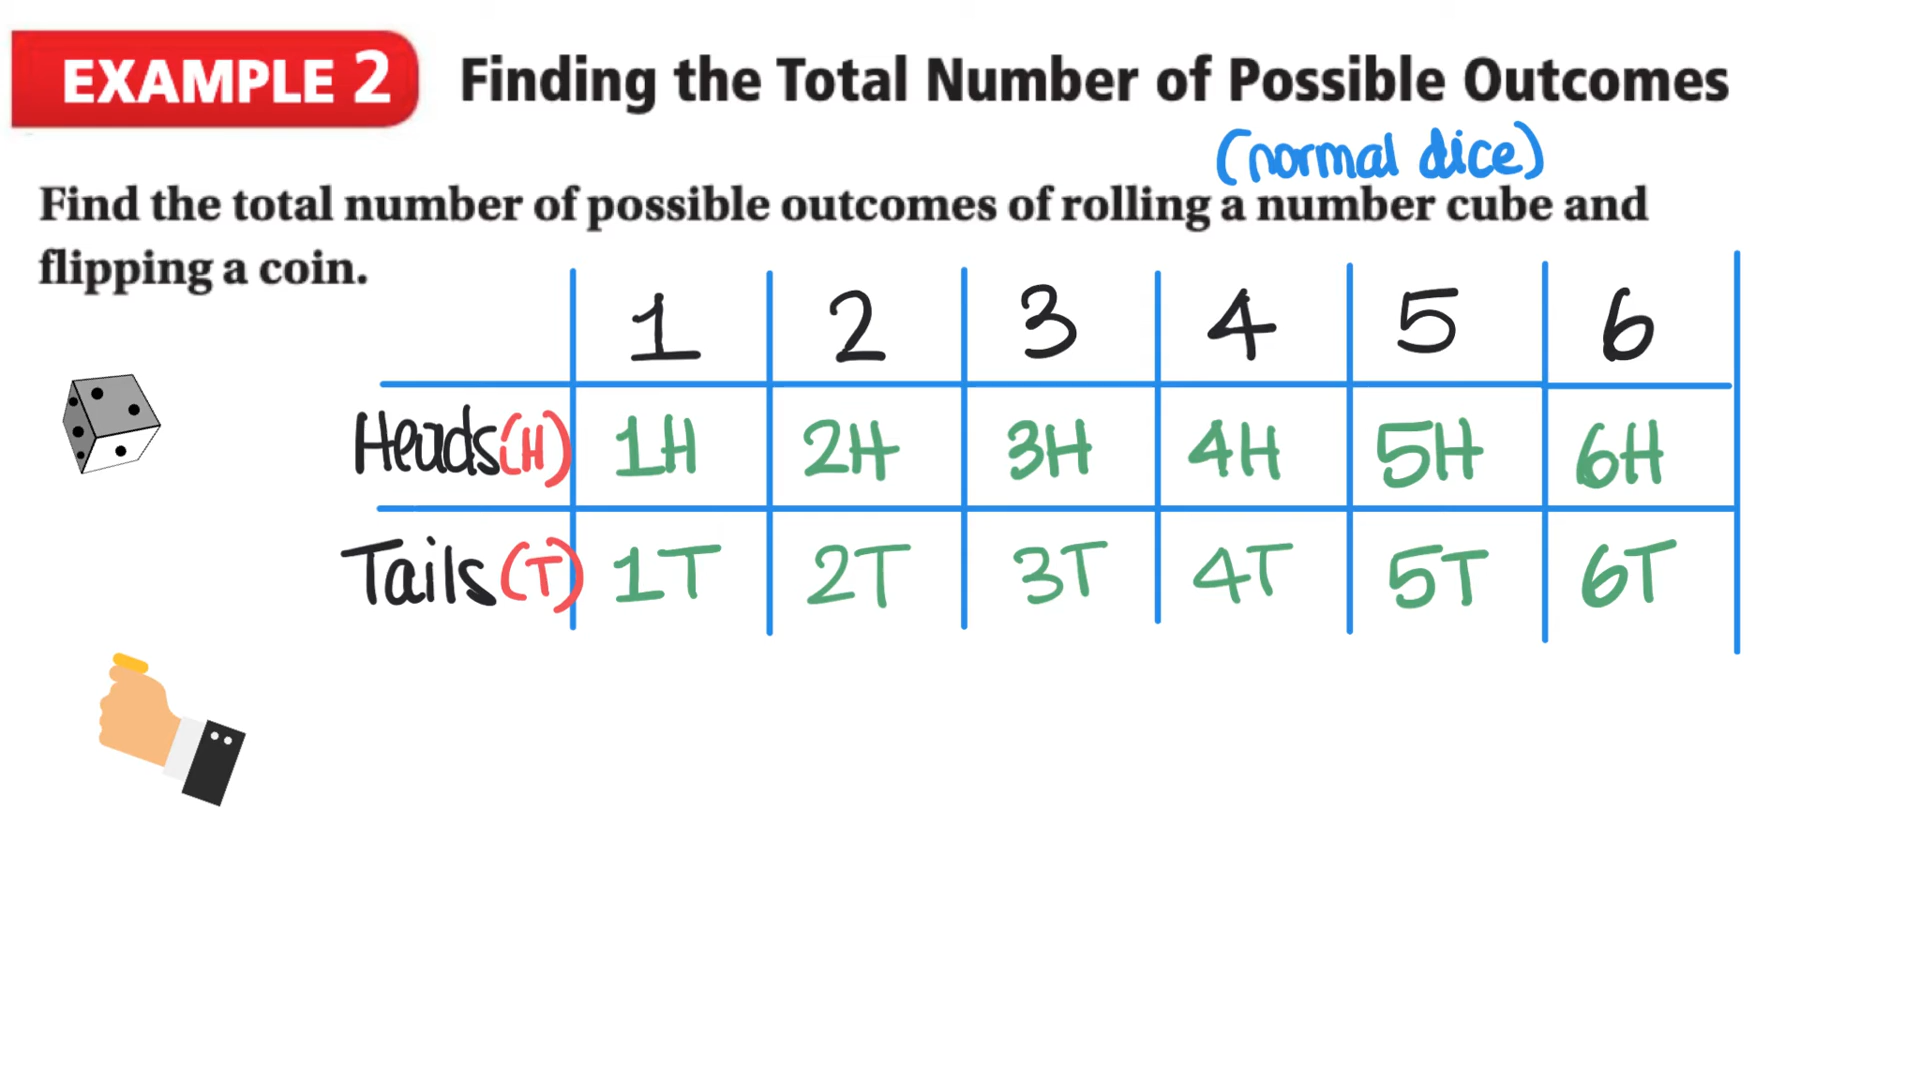 EXAMPLE 2 Finding the Total Number of Possible Outcomes
(normal dice)
Find the total number of possible outcomes of rolling a number cube and
flipping a coin.
1 2 3 4 5 6
Heads (H) 1H 2H 3H 4H 5H 6H
Tails (T) 1T 2T 3T 4T 5T 6T